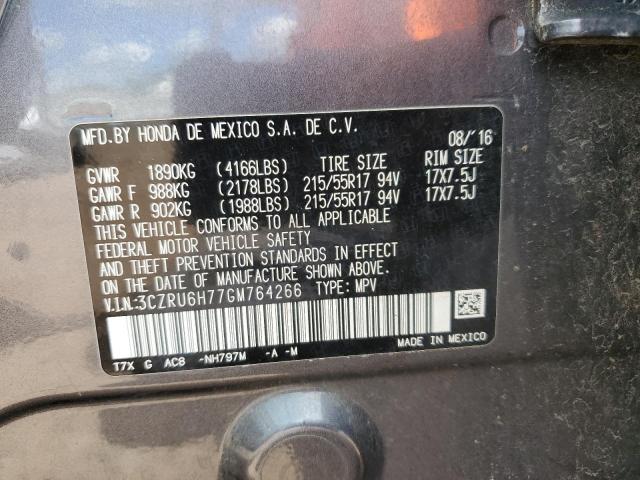 MFD.BY HONDA DE MEXICO S.A. DE C.V. 08/'16
GVWR 1890KG (4166LBS) TIRE SIZE RIM SIZE
GAWR F 988KG (2178LBS) 215/55R17 94V 17X7.5J
GAWR R 902KG (1988LBS) 215/55R17 94V 17X7.5J
THIS VEHICLE CONFORMS TO ALL APPLICABLE
FEDERAL MOTOR VEHICLE SAFETY
AND THEFT PREVENTION STANDARDS IN EFFECT
ON THE DATE OF MANUFACTURE SHOWN ABOVE.
V.I.N:3CZRU6H77GM764266 TYPE: MPV
T7X G AC8 -NH797M -A -M MADE IN MEXICO